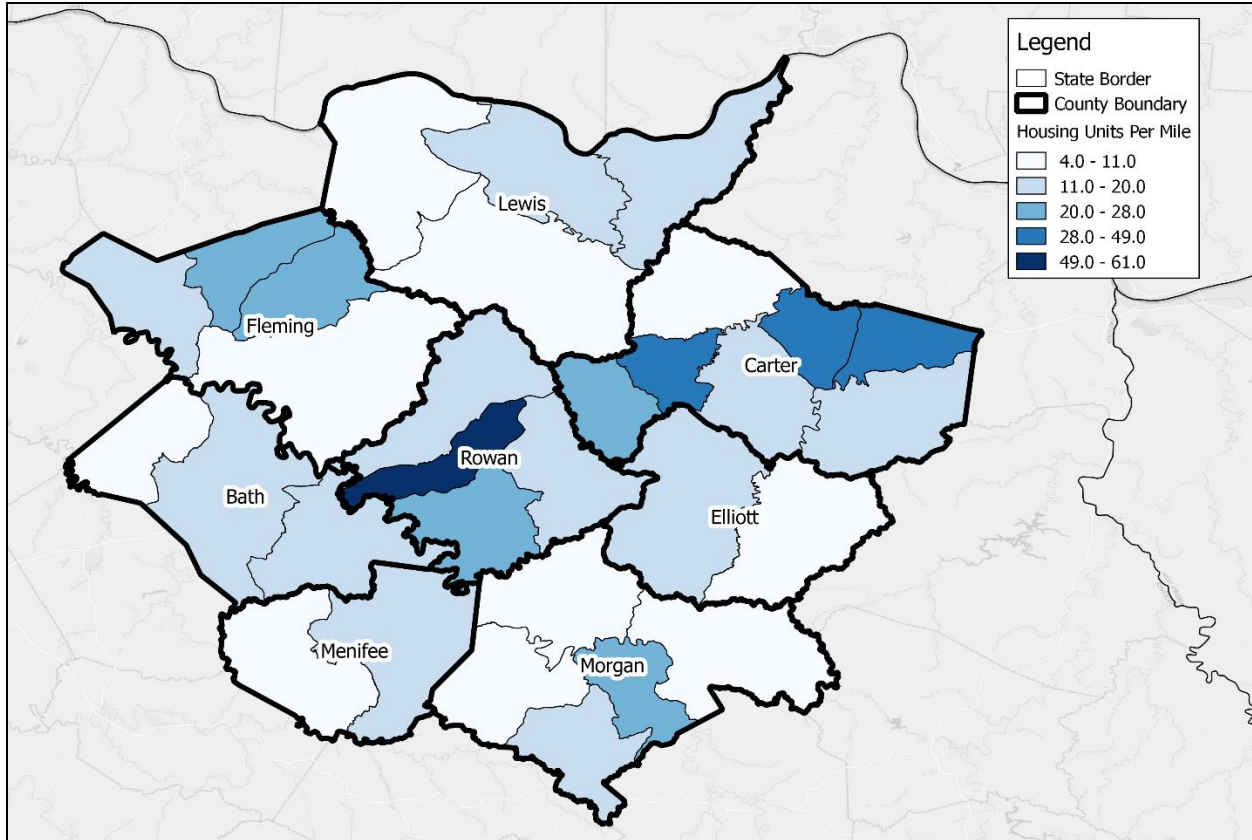 Legend
State Border
County Boundary
Housing Units Per Mile
4.0 - 11.0
11.0 - 20.0
20.0 - 28.0
28.0 - 49.0
49.0 - 61.0
Lewis
Fleming
Carter
Rowan
Bath
Elliott
Menifee
Morgan